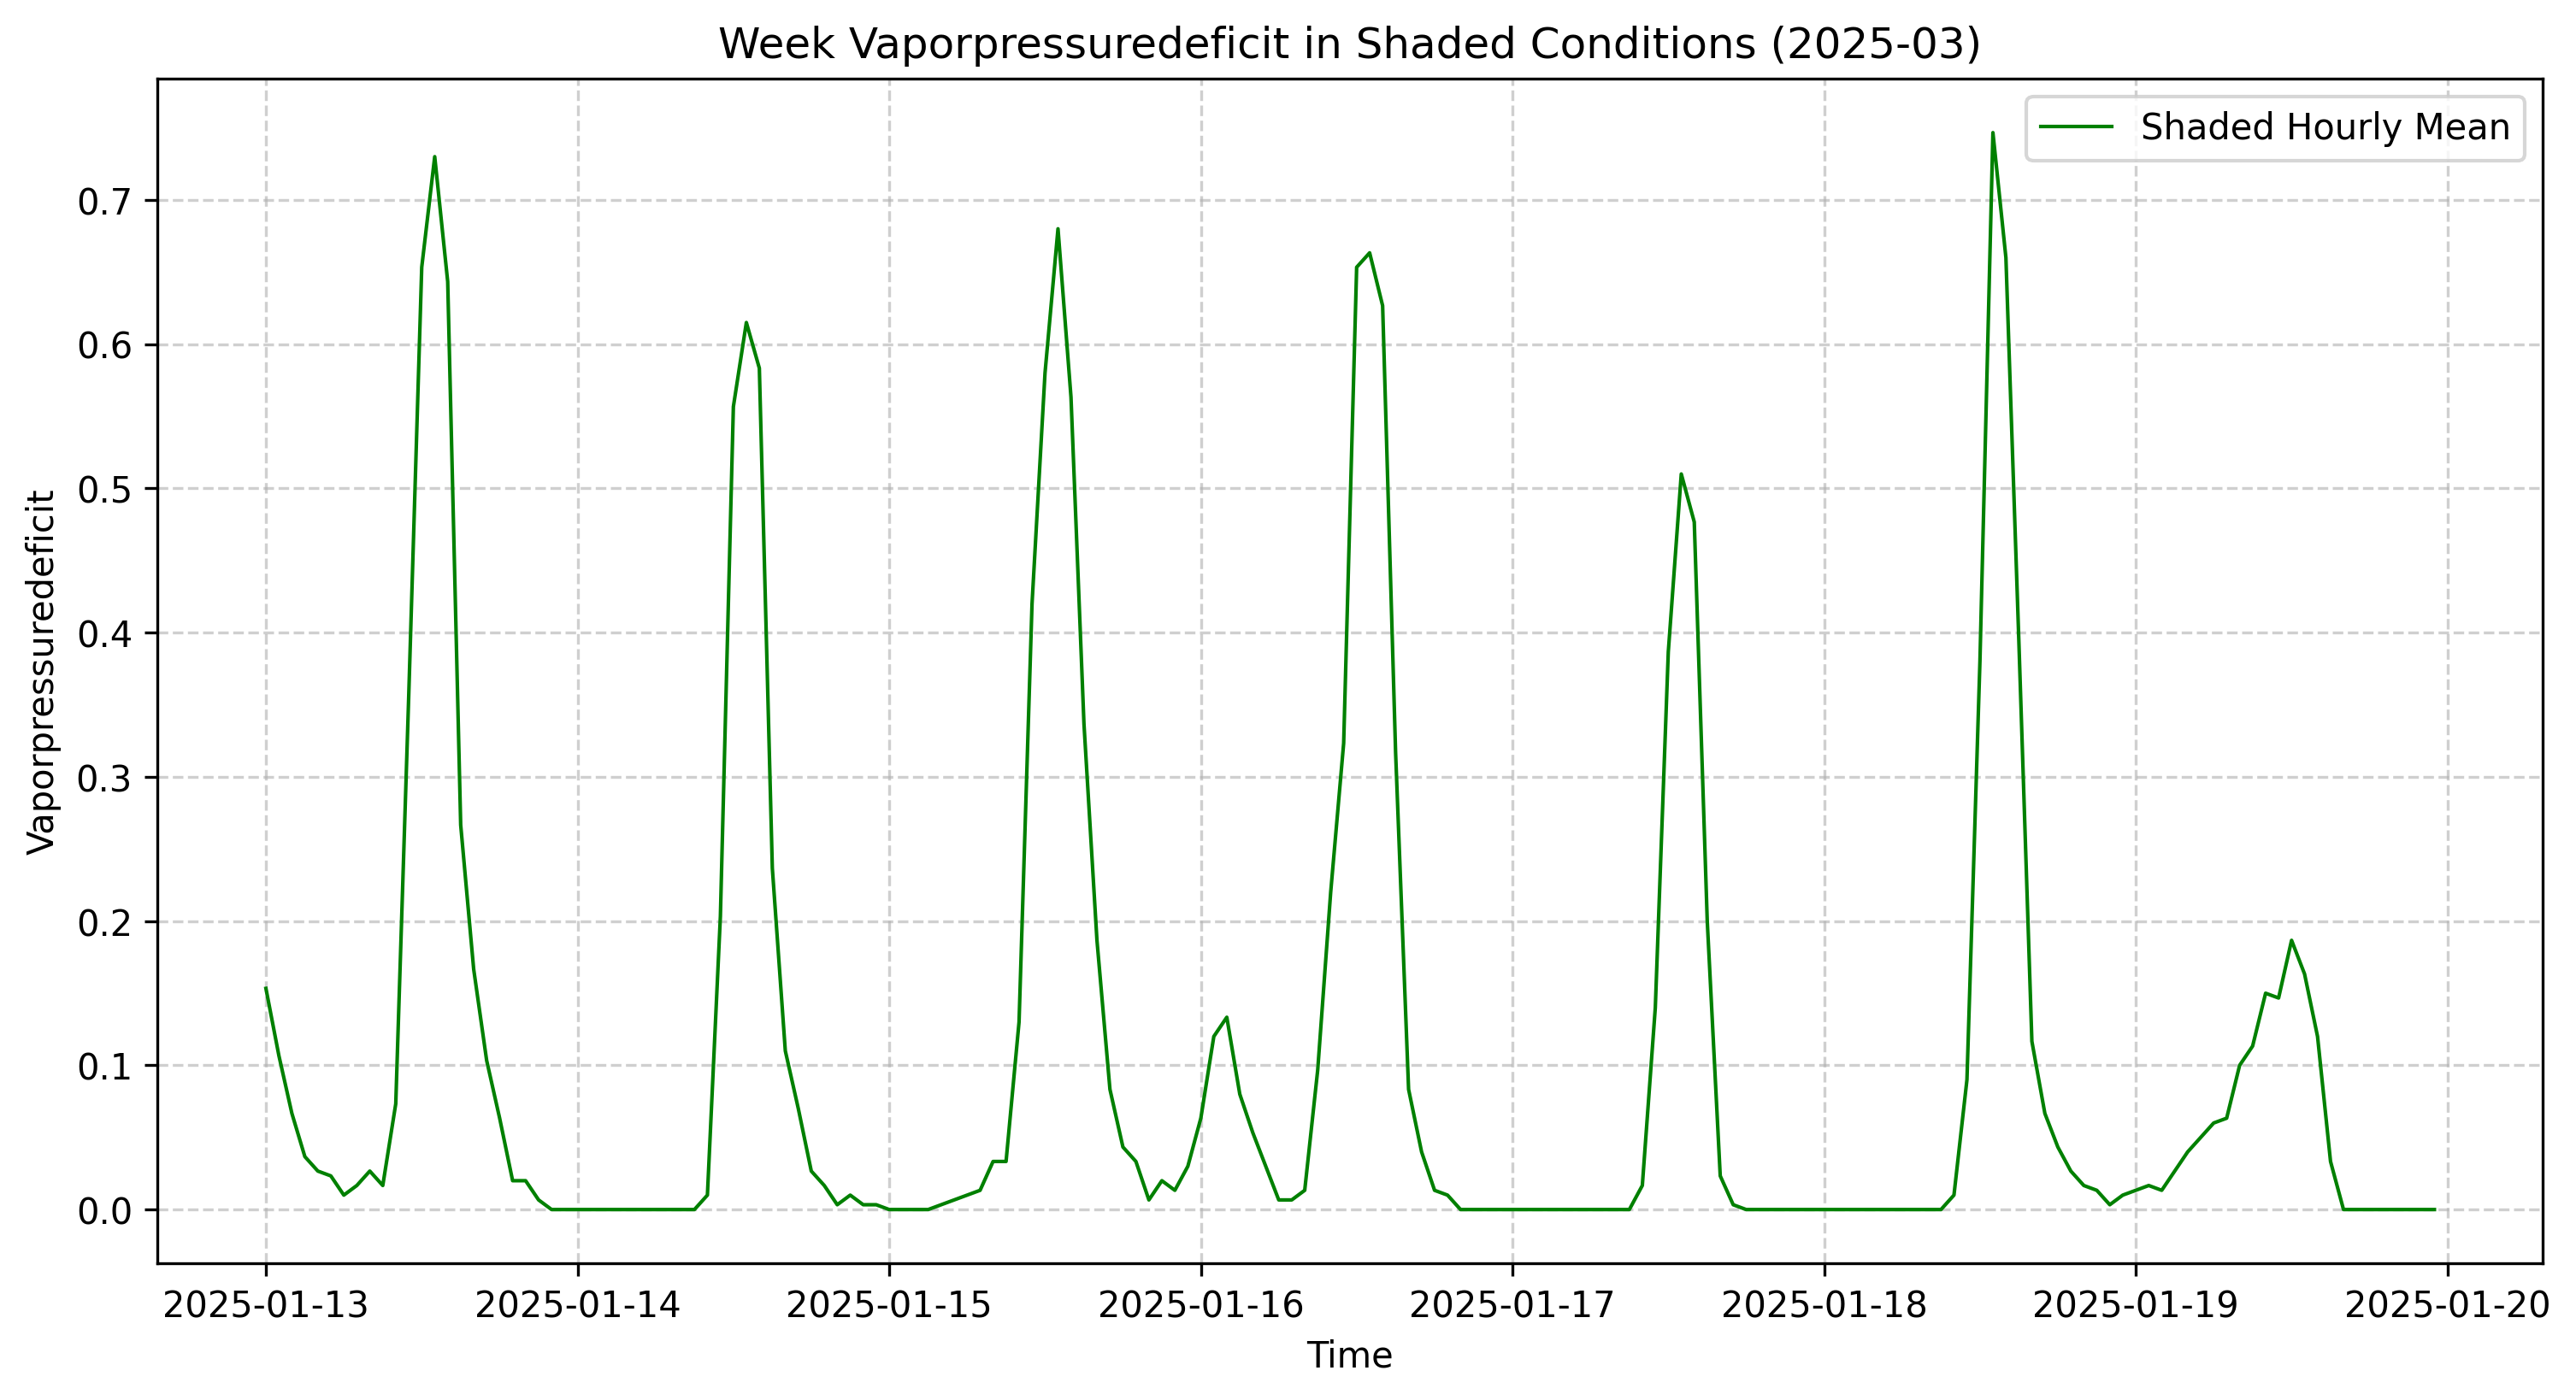 Week Vaporpressuredeficit in Shaded Conditions (2025-03)
Shaded Hourly Mean
Vaporpressuredeficit
0.7
0.6
0.5
0.4
0.3
0.2
0.1
0.0
2025-01-13 2025-01-14 2025-01-15 2025-01-16 2025-01-17 2025-01-18 2025-01-19 2025-01-20
Time